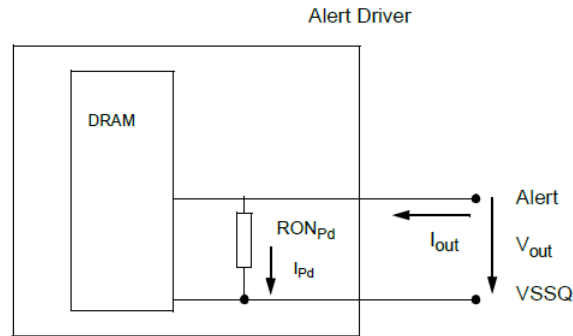 Alert Driver
DRAM
Alert
RONPd
Iout
IPd
Vout
VSSQ